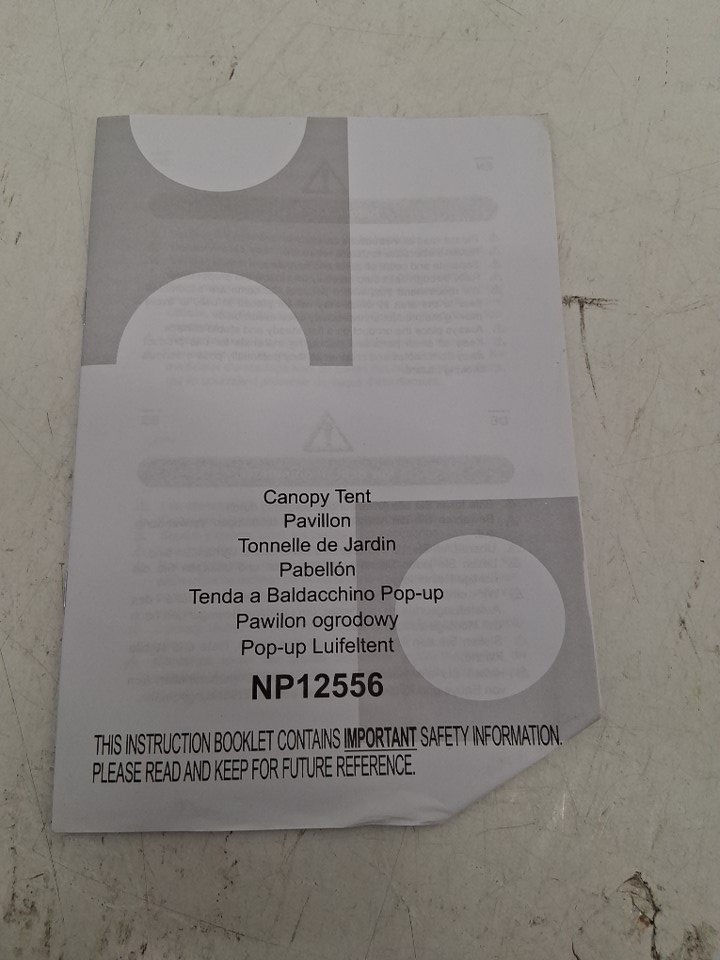 Canopy Tent
Pavillon
Tonnelle de Jardin
Pabellón
Tenda a Baldacchino Pop-up
Pawilon ogrodowy
Pop-up Luifeltent
NP12556
THIS INSTRUCTION BOOKLET CONTAINS IMPORTANT SAFETY INFORMATION.
PLEASE READ AND KEEP FOR FUTURE REFERENCE.